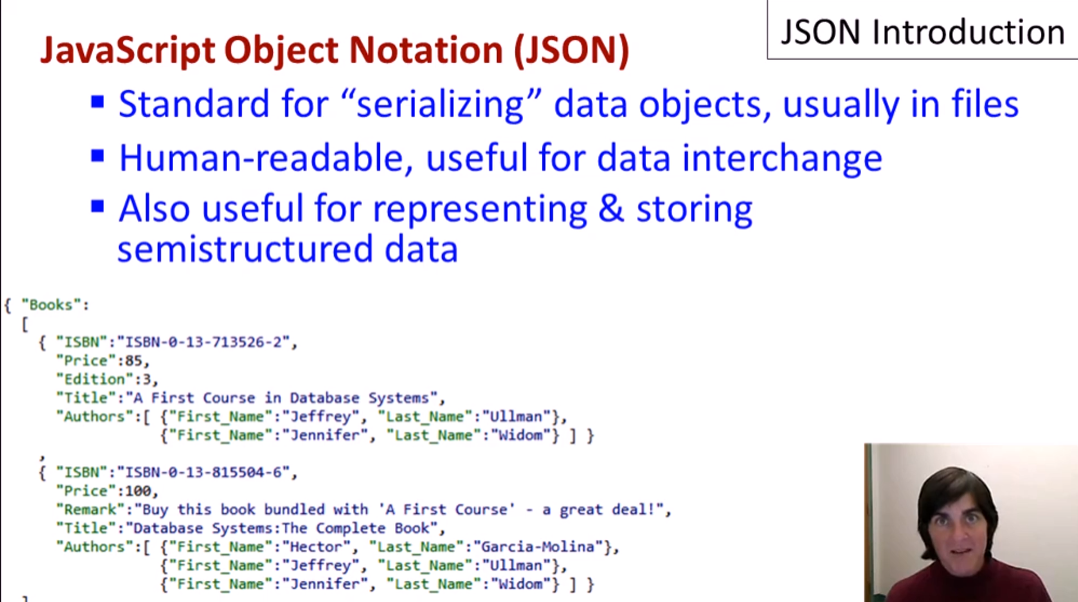 JSON Introduction
JavaScript Object Notation (JSON)
▪ Standard for “serializing” data objects, usually in files
▪ Human-readable, useful for data interchange
▪ Also useful for representing & storing
semistructured data
{ "Books":
[
{ "ISBN":"ISBN-0-13-713526-2",
"Price":85,
"Edition":3,
"Title":"A First Course in Database Systems",
"Authors":[ {"First_Name":"Jeffrey", "Last_Name":"Ullman"},
{"First_Name":"Jennifer", "Last_Name":"Widom"} ] }
,
{ "ISBN":"ISBN-0-13-815504-6",
"Price":100,
"Remark":"Buy this book bundled with 'A First Course' - a great deal!",
"Title":"Database Systems:The Complete Book",
"Authors":[ {"First_Name":"Hector", "Last_Name":"Garcia-Molina"},
{"First_Name":"Jeffrey", "Last_Name":"Ullman"},
{"First_Name":"Jennifer", "Last_Name":"Widom"} ] }
]